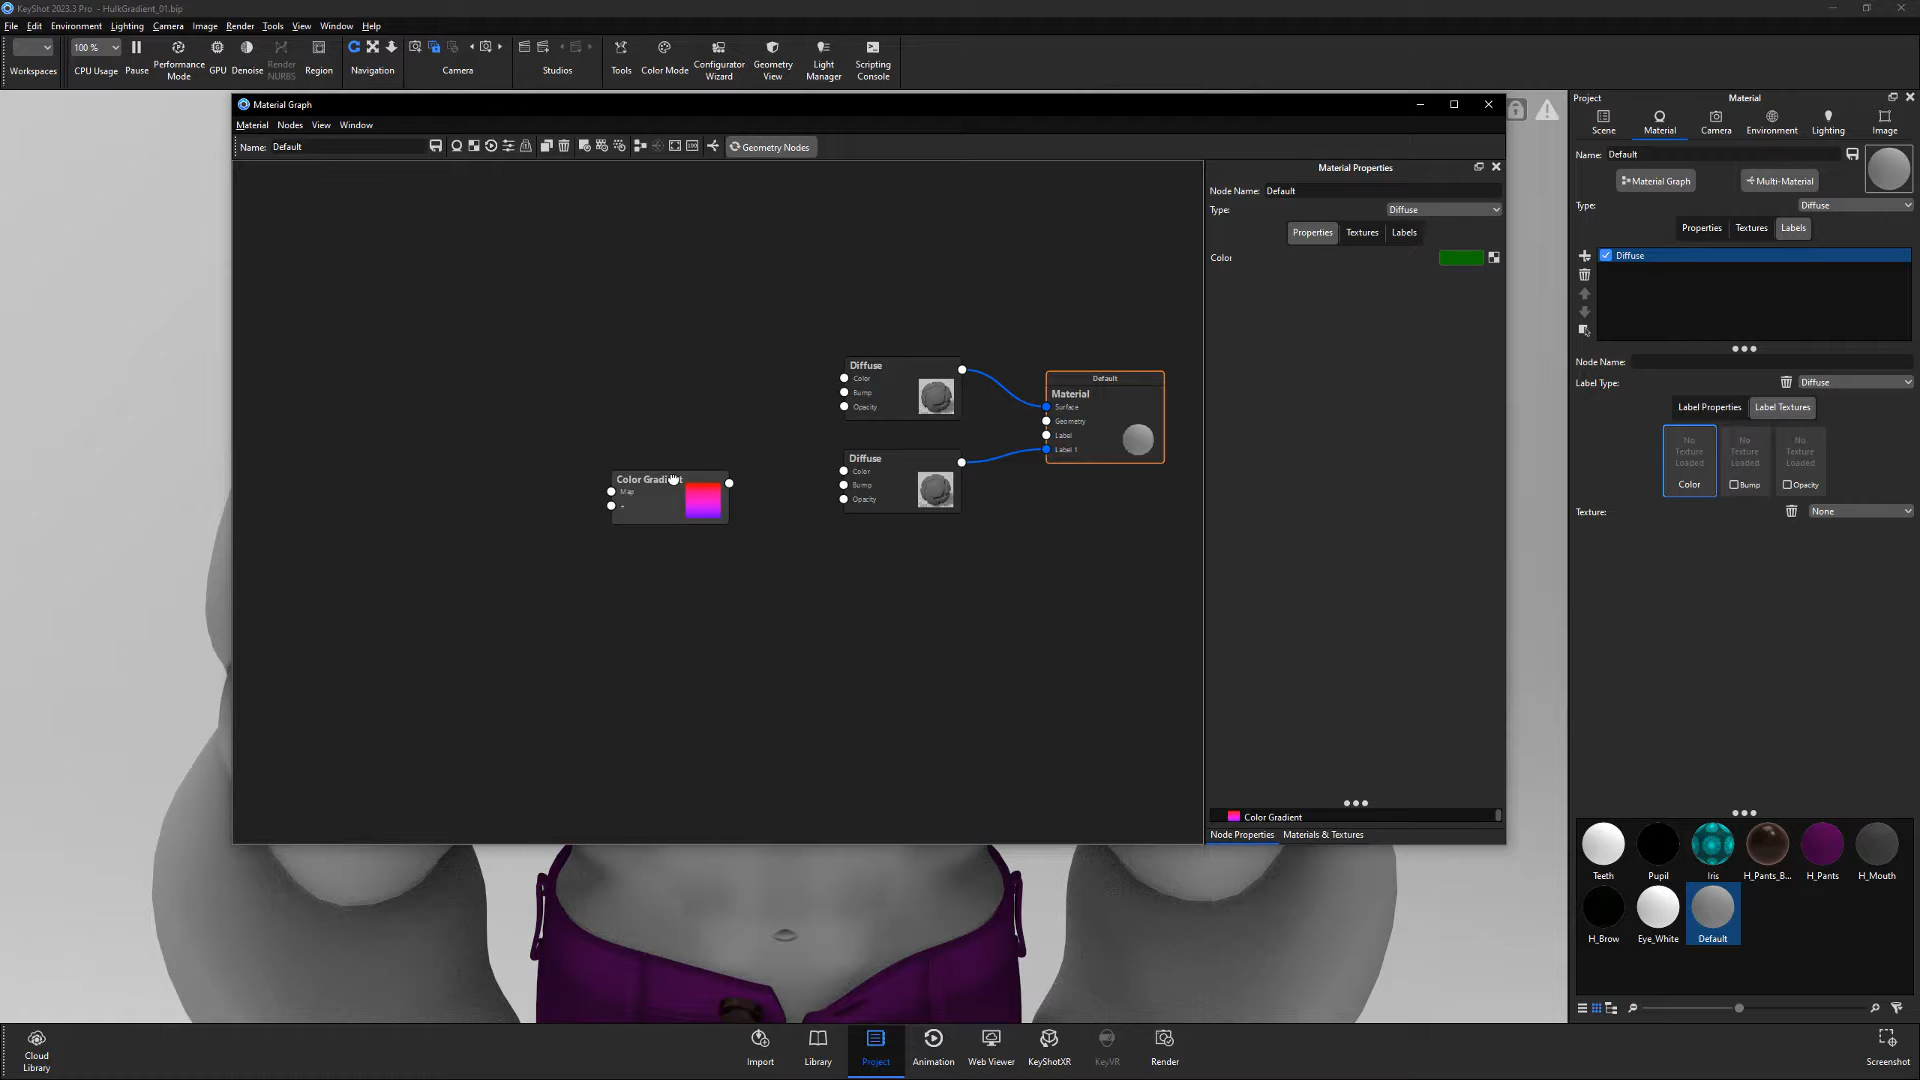 KeyShot 2023.3 Pro - HulkGradient_01.bip
File Edit Environment Lighting Camera Image Render Tools View Window Help
100 %
Workspaces CPU Usage Pause Performance Mode GPU Denoise Render NURBS Region Navigation Camera Studios Tools Color Mode Configurator Wizard Geometry View Light Manager Scripting Console
Material Graph
Material Nodes View Window
Name: Default
Geometry Nodes
Diffuse
Color
Bump
Opacity
Default
Material
Surface
Geometry
Label
Label 1
Diffuse
Color
Bump
Opacity
Color Gradient
Map
+
Material Properties
Node Name: Default
Type: Diffuse
Properties Textures Labels
Color
Color Gradient
Node Properties Materials & Textures
Project Material
Scene Material Camera Environment Lighting Image
Name: Default
Material Graph Multi-Material
Type: Diffuse
Properties Textures Labels
Diffuse
Node Name:
Label Type: Diffuse
Label Properties Label Textures
No Texture Loaded
No Texture Loaded
No Texture Loaded
Color Bump Opacity
Texture: None
Teeth Pupil Iris H_Pants_B... H_Pants H_Mouth
H_Brow Eye_White Default
Cloud Library
Import Library Project Animation Web Viewer KeyShotXR KeyVR Render
Screenshot